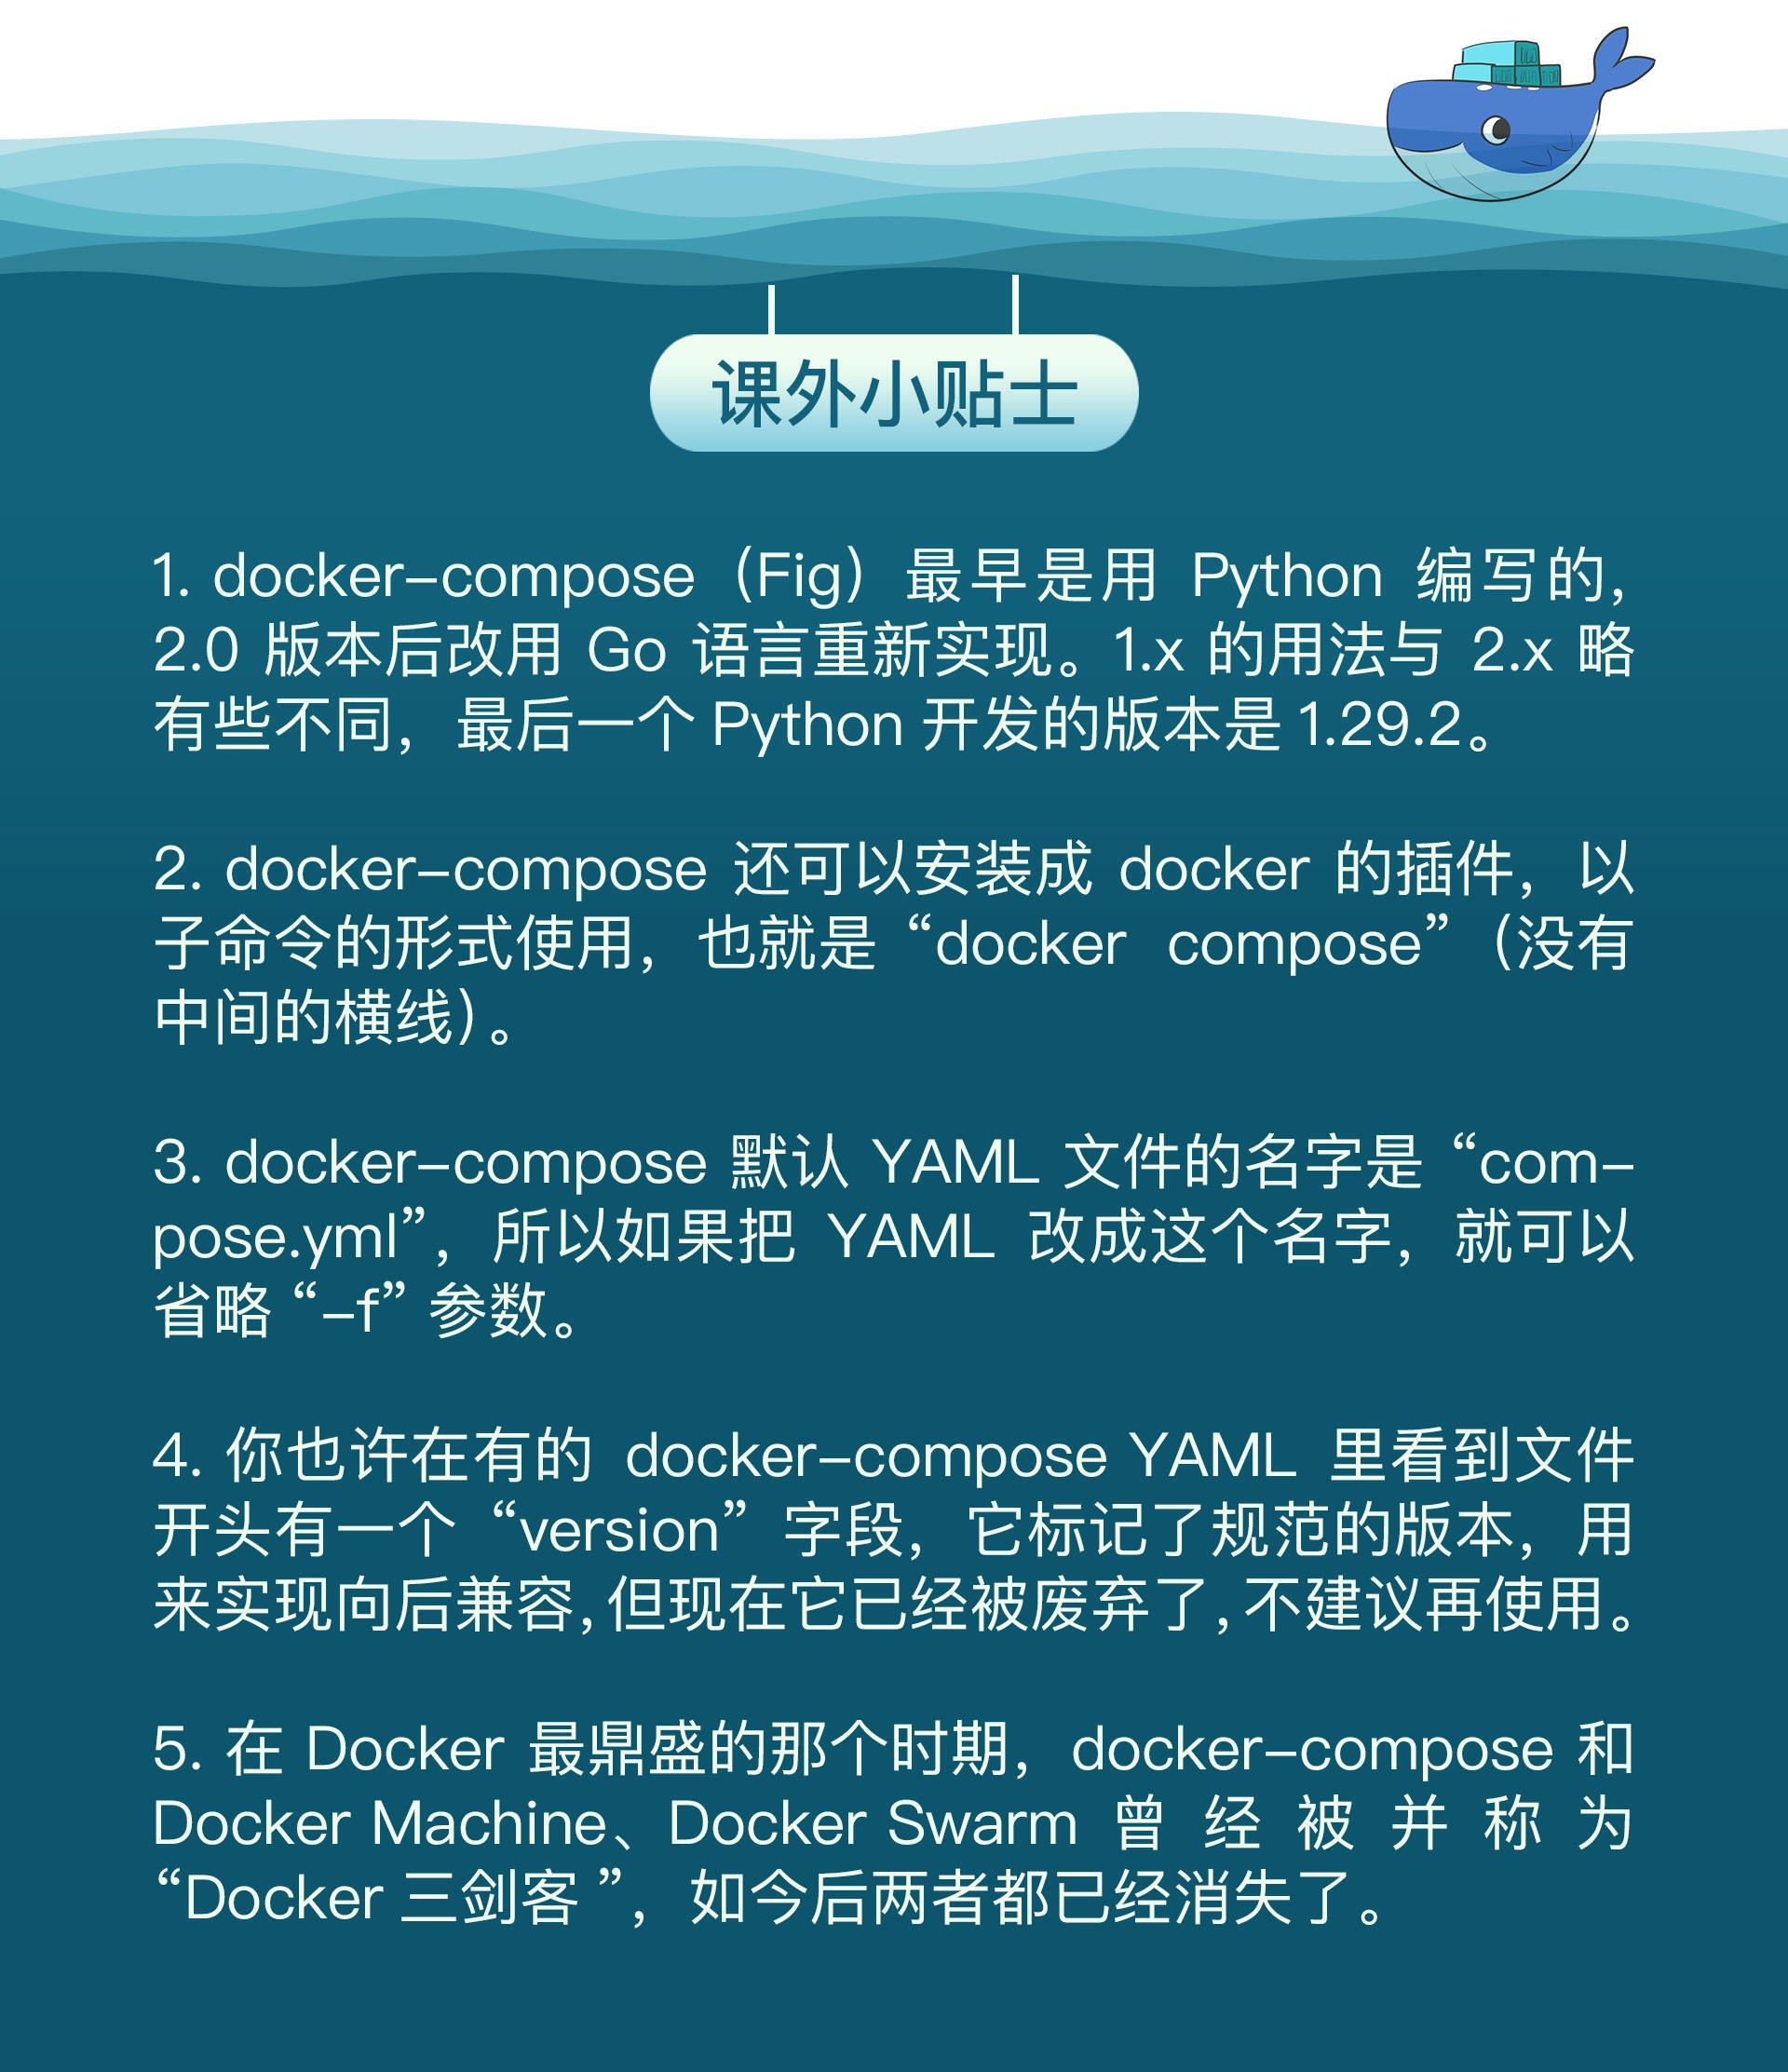 课外小贴士
1. docker-compose（Fig）最早是用 Python 编写的，
2.0 版本后改用 Go 语言重新实现。1.x 的用法与 2.x 略
有些不同，最后一个 Python 开发的版本是 1.29.2。
2. docker-compose 还可以安装成 docker 的插件，以
子命令的形式使用，也就是“docker compose”（没有
中间的横线）。
3. docker-compose 默认 YAML 文件的名字是“com-
pose.yml”，所以如果把 YAML 改成这个名字，就可以
省略“-f”参数。
4. 你也许在有的 docker-compose YAML 里看到文件
开头有一个“version”字段，它标记了规范的版本，用
来实现向后兼容，但现在它已经被废弃了，不建议再使用。
5. 在 Docker 最鼎盛的那个时期，docker-compose 和
Docker Machine、Docker Swarm 曾经被并称为
“Docker 三剑客”，如今后两者都已经消失了。